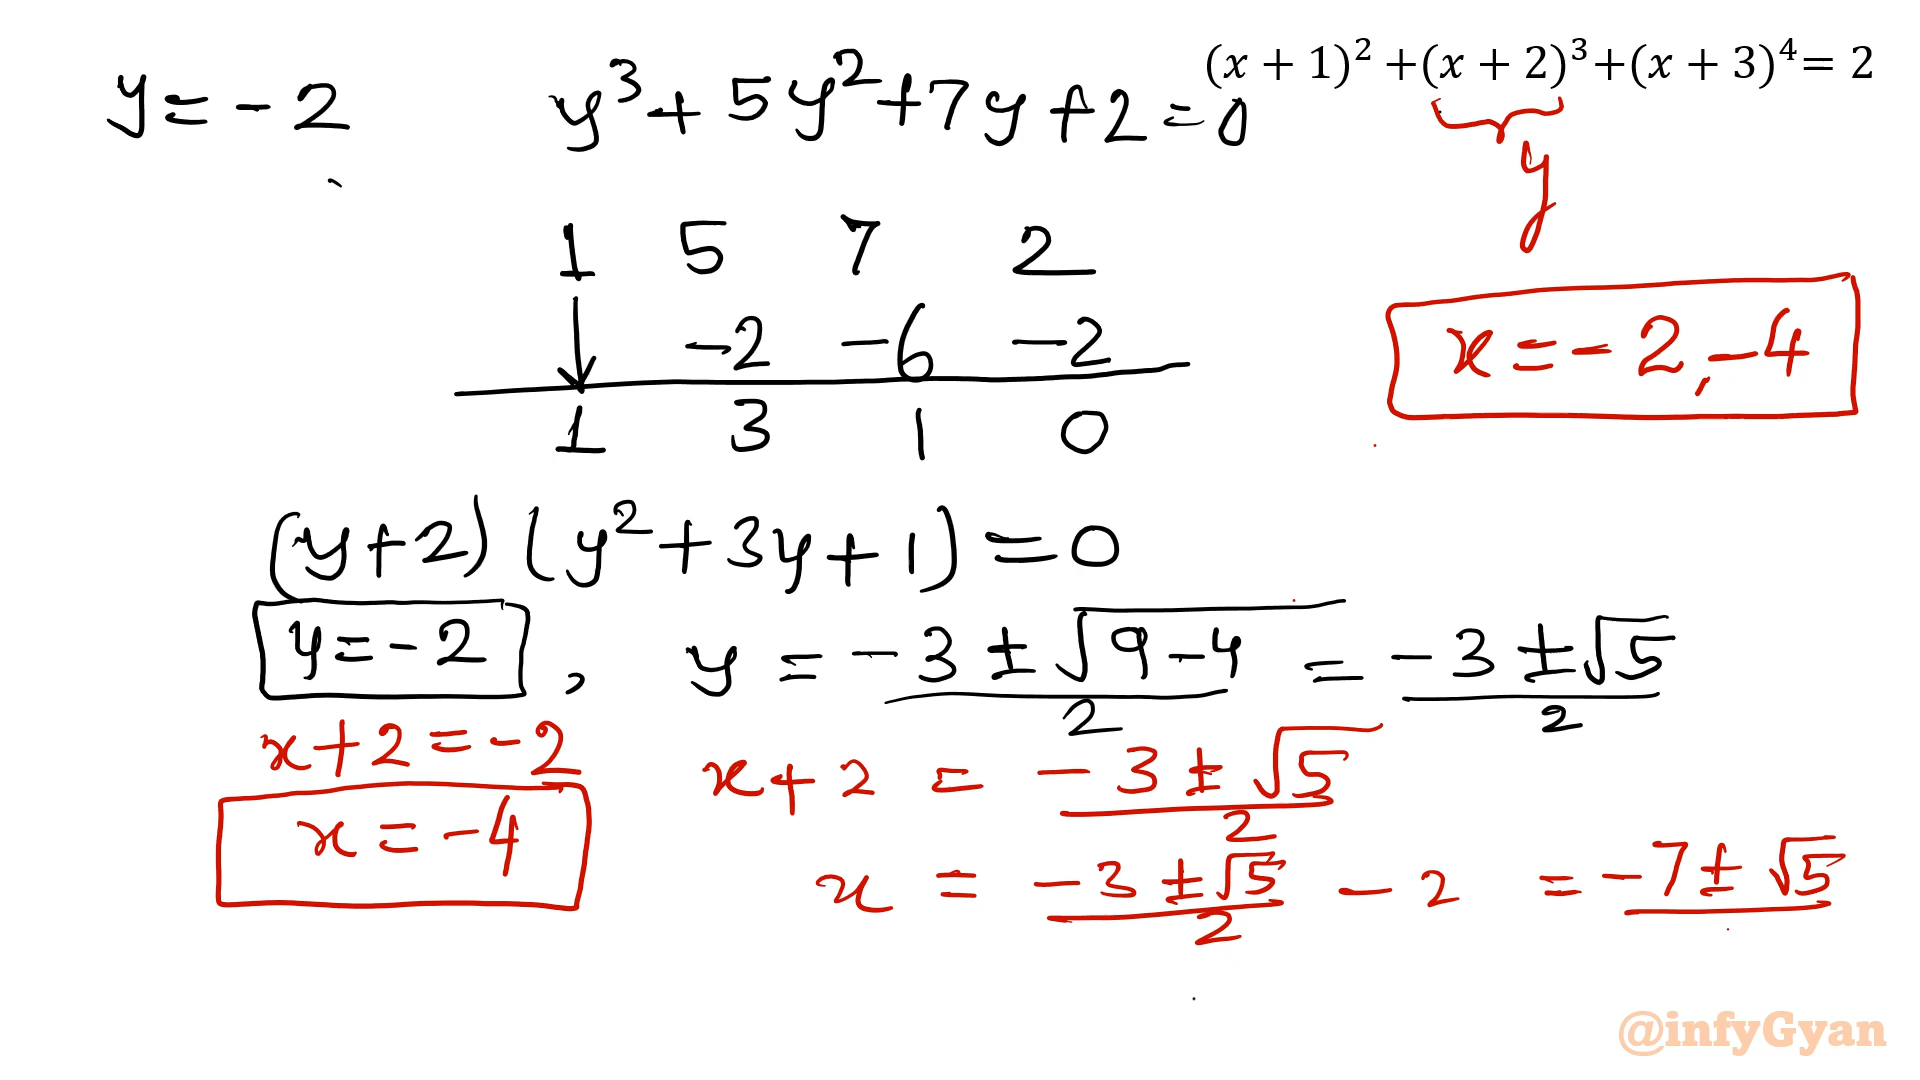 y = -2    y³ + 5y² + 7y + 2 = 0    (x + 1)² + (x + 2)³ + (x + 3)⁴ = 2
y
1 5 7 2
-2 -6 -2
1 3 1 0
x = -2, -4
(y+2) (y² + 3y + 1) = 0
y = -2 , y = (-3 ± √(9-4))/2 = (-3 ± √5)/2
x+2 = -2    x+2 = (-3 ± √5)/2
x = -4    x = (-3 ± √5)/2 - 2 = -7 ± √5
@infyGyan